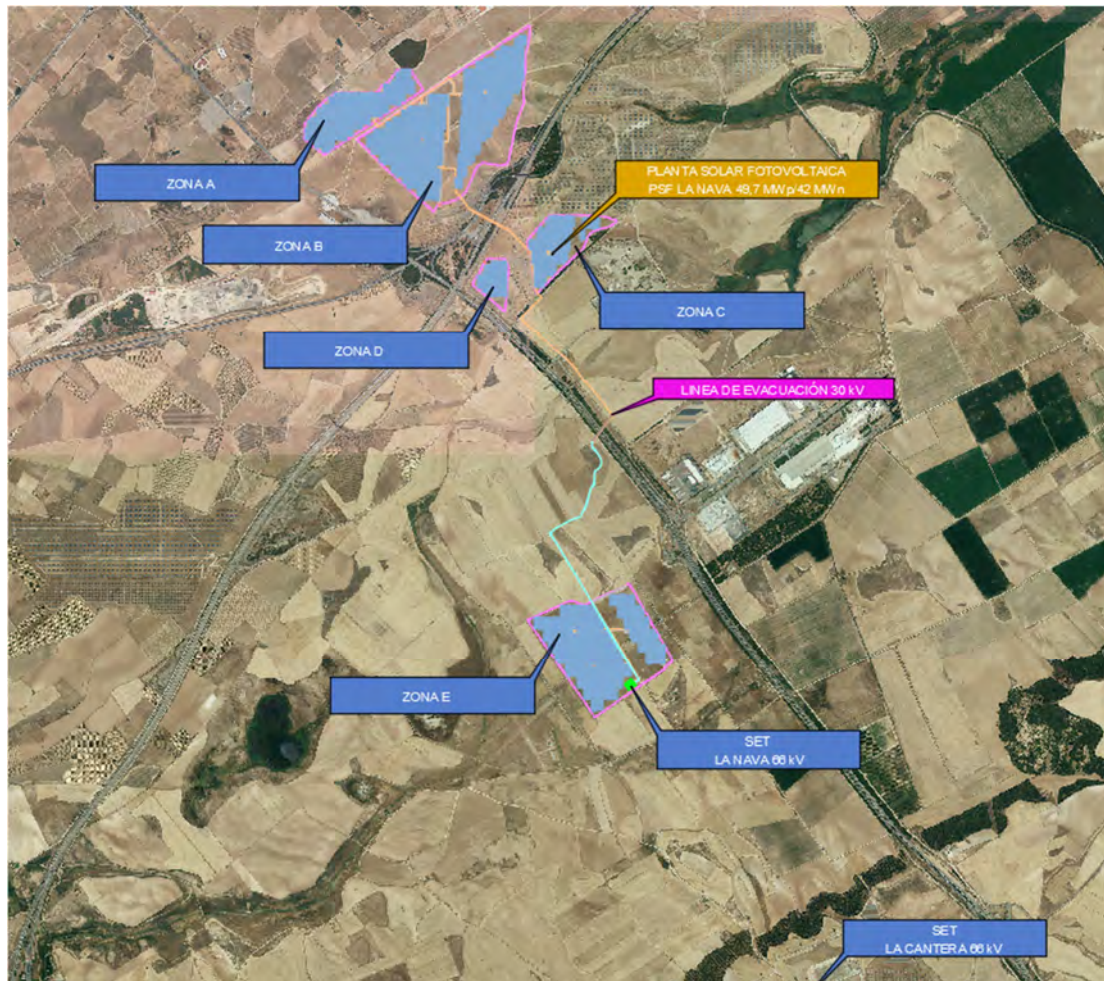 ZONA A
PLANTA SOLAR FOTOVOLTAICA
PSF LA NAVA 49,7 MWp/42 MWn
ZONA B
ZONA C
ZONA D
LINEA DE EVACUACIÓN 30 kV
ZONA E
SET
LA NAVA 66 kV
SET
LA CANTERA 66 kV